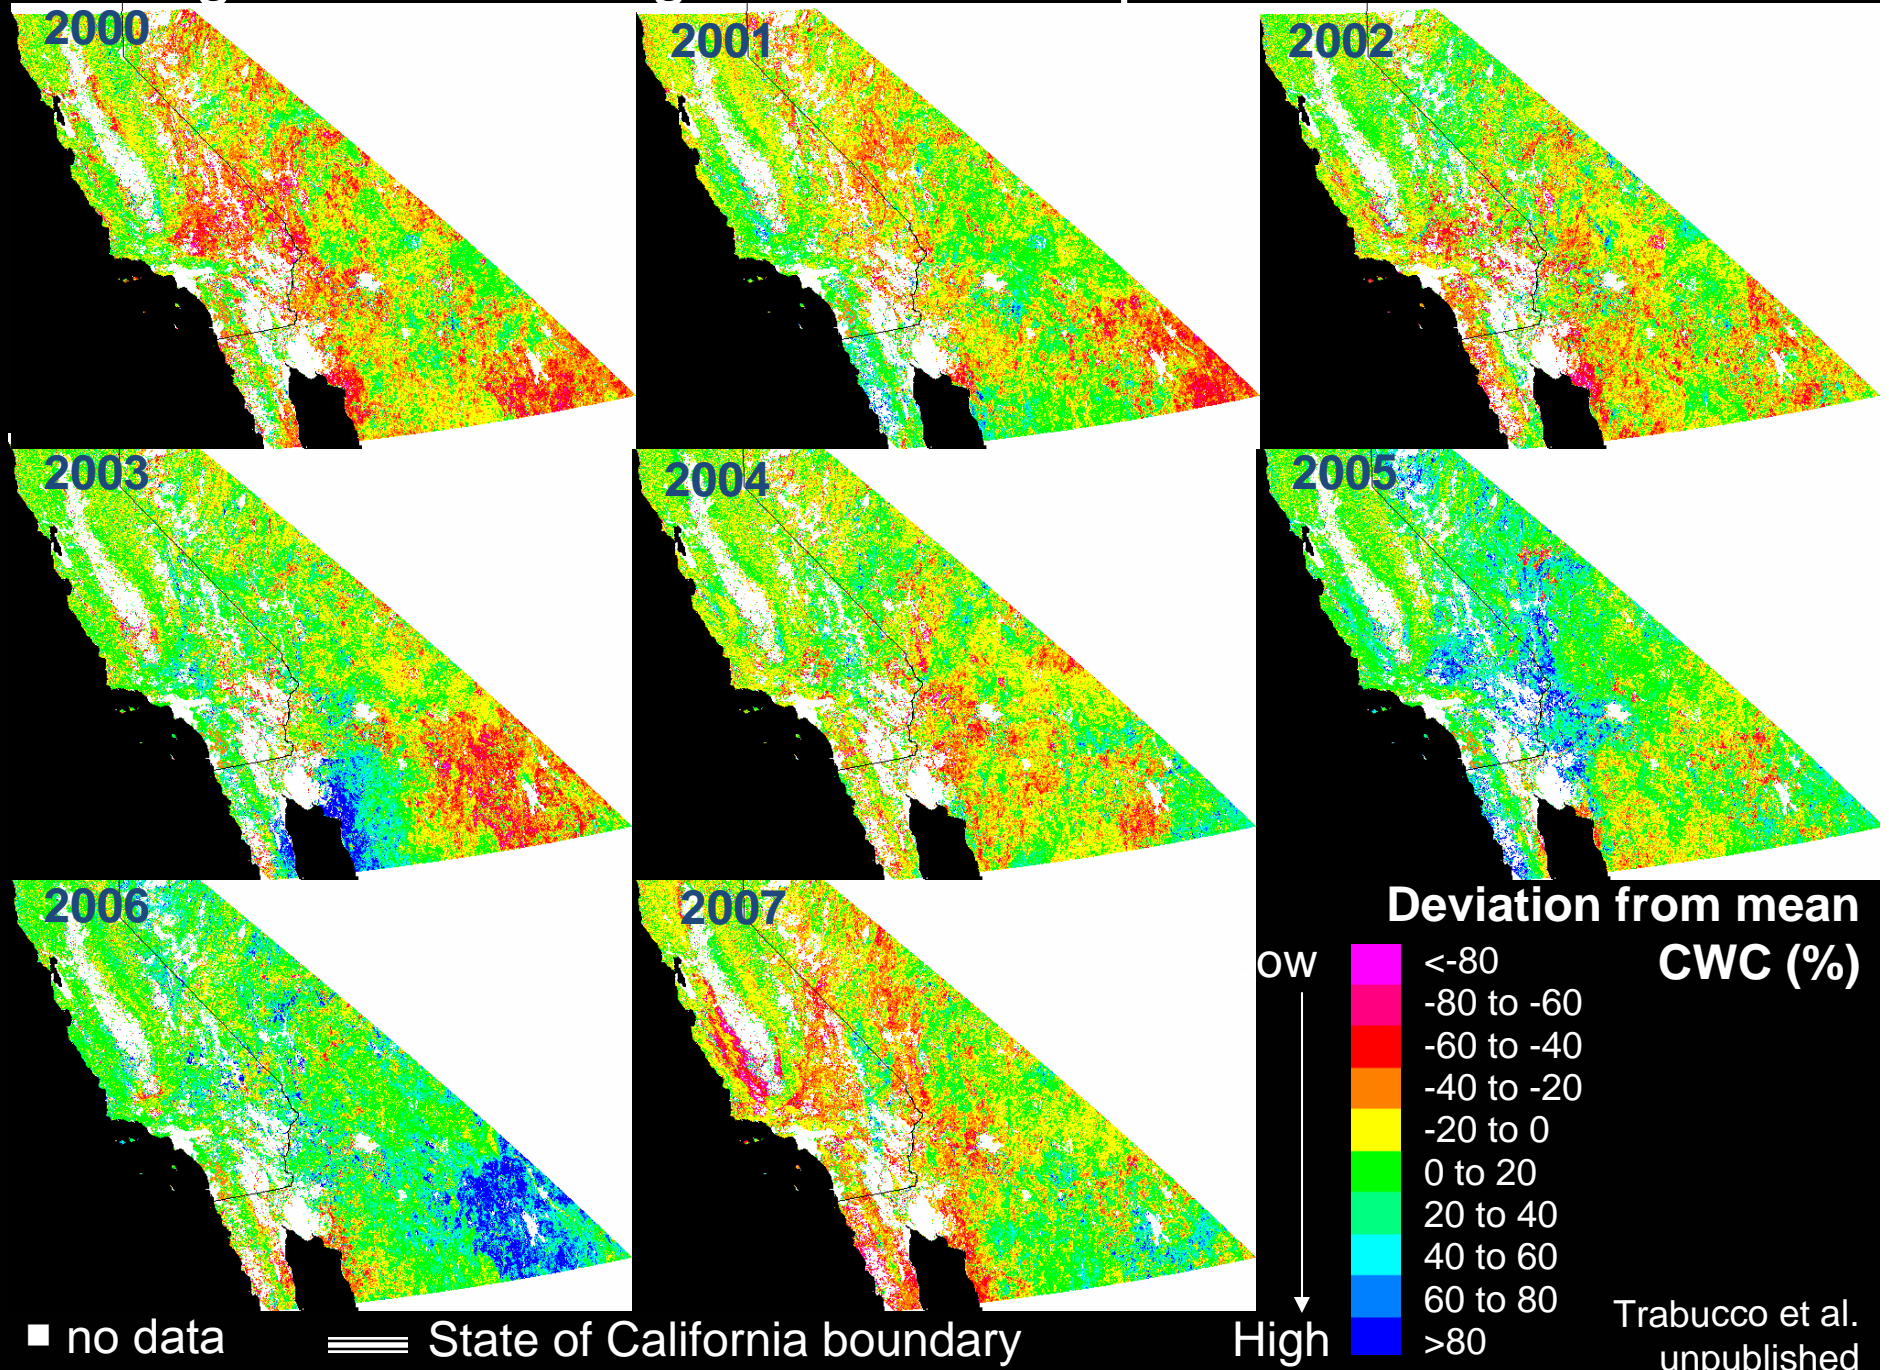 2000
2001
2002
2003
2004
2005
2006
2007
Deviation from mean
CWC (%)
ow
<-80
-80 to -60
-60 to -40
-40 to -20
-20 to 0
0 to 20
20 to 40
40 to 60
60 to 80
>80
High
Trabucco et al.
unpublished
no data
State of California boundary